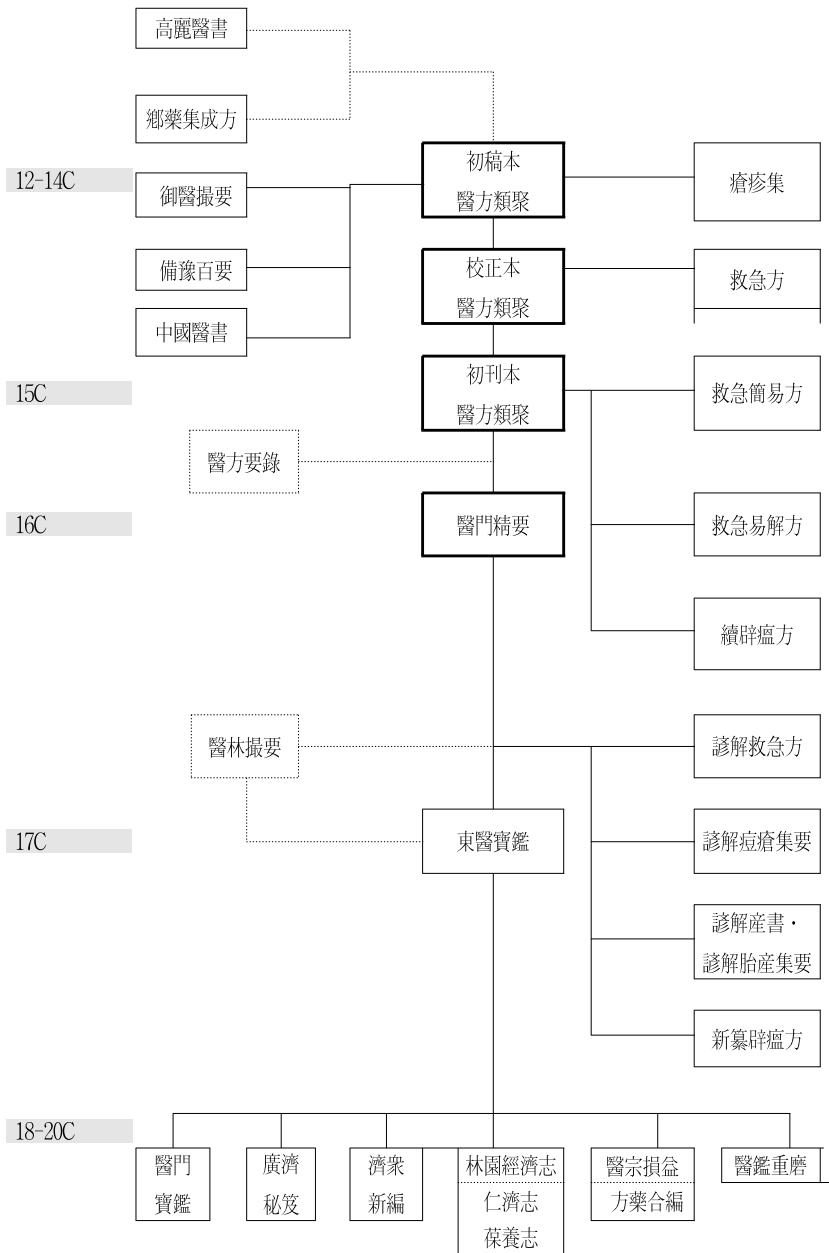 高麗醫書
鄕藥集成方
12-14C
御醫撮要
初稿本
醫方類聚
瘡疹集
備豫百要
校正本
醫方類聚
救急方
中國醫書
15C
初刊本
醫方類聚
救急簡易方
醫方要錄
16C
醫門精要
救急易解方
續辟瘟方
醫林撮要
諺解救急方
17C
東醫寶鑑
諺解痘瘡集要
諺解産書·
諺解胎産集要
新纂辟瘟方
18-20C
醫門
寶鑑
廣濟
秘笈
濟衆
新編
林園經濟志
仁濟志
葆養志
醫宗損益
方藥合編
醫鑑重磨